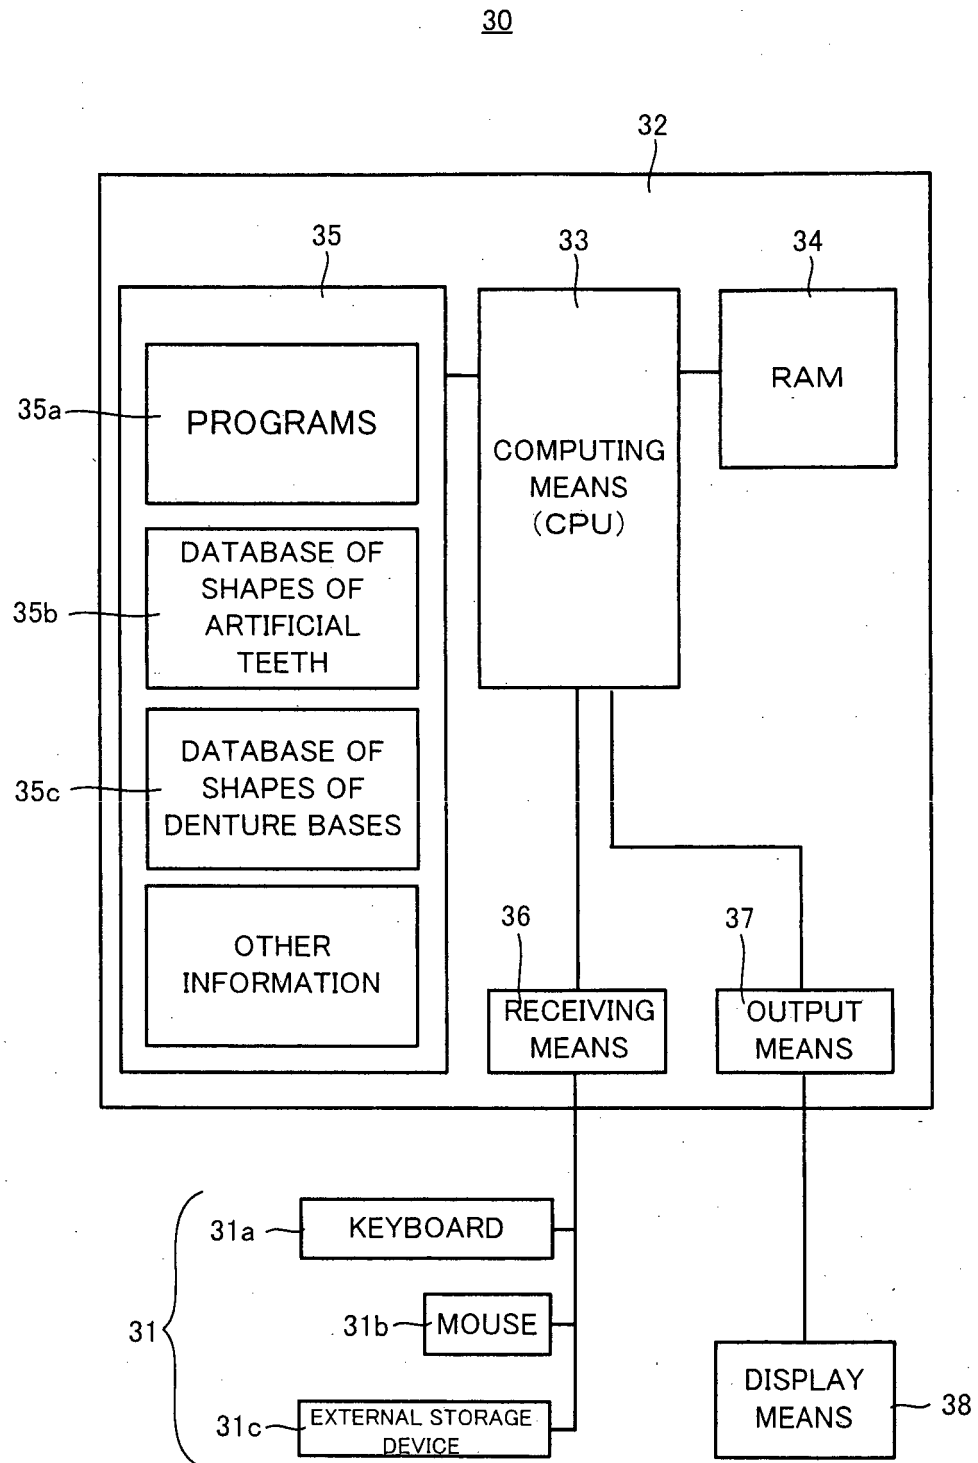 30
32
35
33
34
35a
PROGRAMS
COMPUTING
MEANS
(CPU)
RAM
35b
DATABASE OF
SHAPES OF
ARTIFICIAL
TEETH
35c
DATABASE OF
SHAPES OF
DENTURE BASES
OTHER
INFORMATION
36
37
RECEIVING
MEANS
OUTPUT
MEANS
31
31a
KEYBOARD
31b
MOUSE
31c
EXTERNAL STORAGE
DEVICE
DISPLAY
MEANS
38